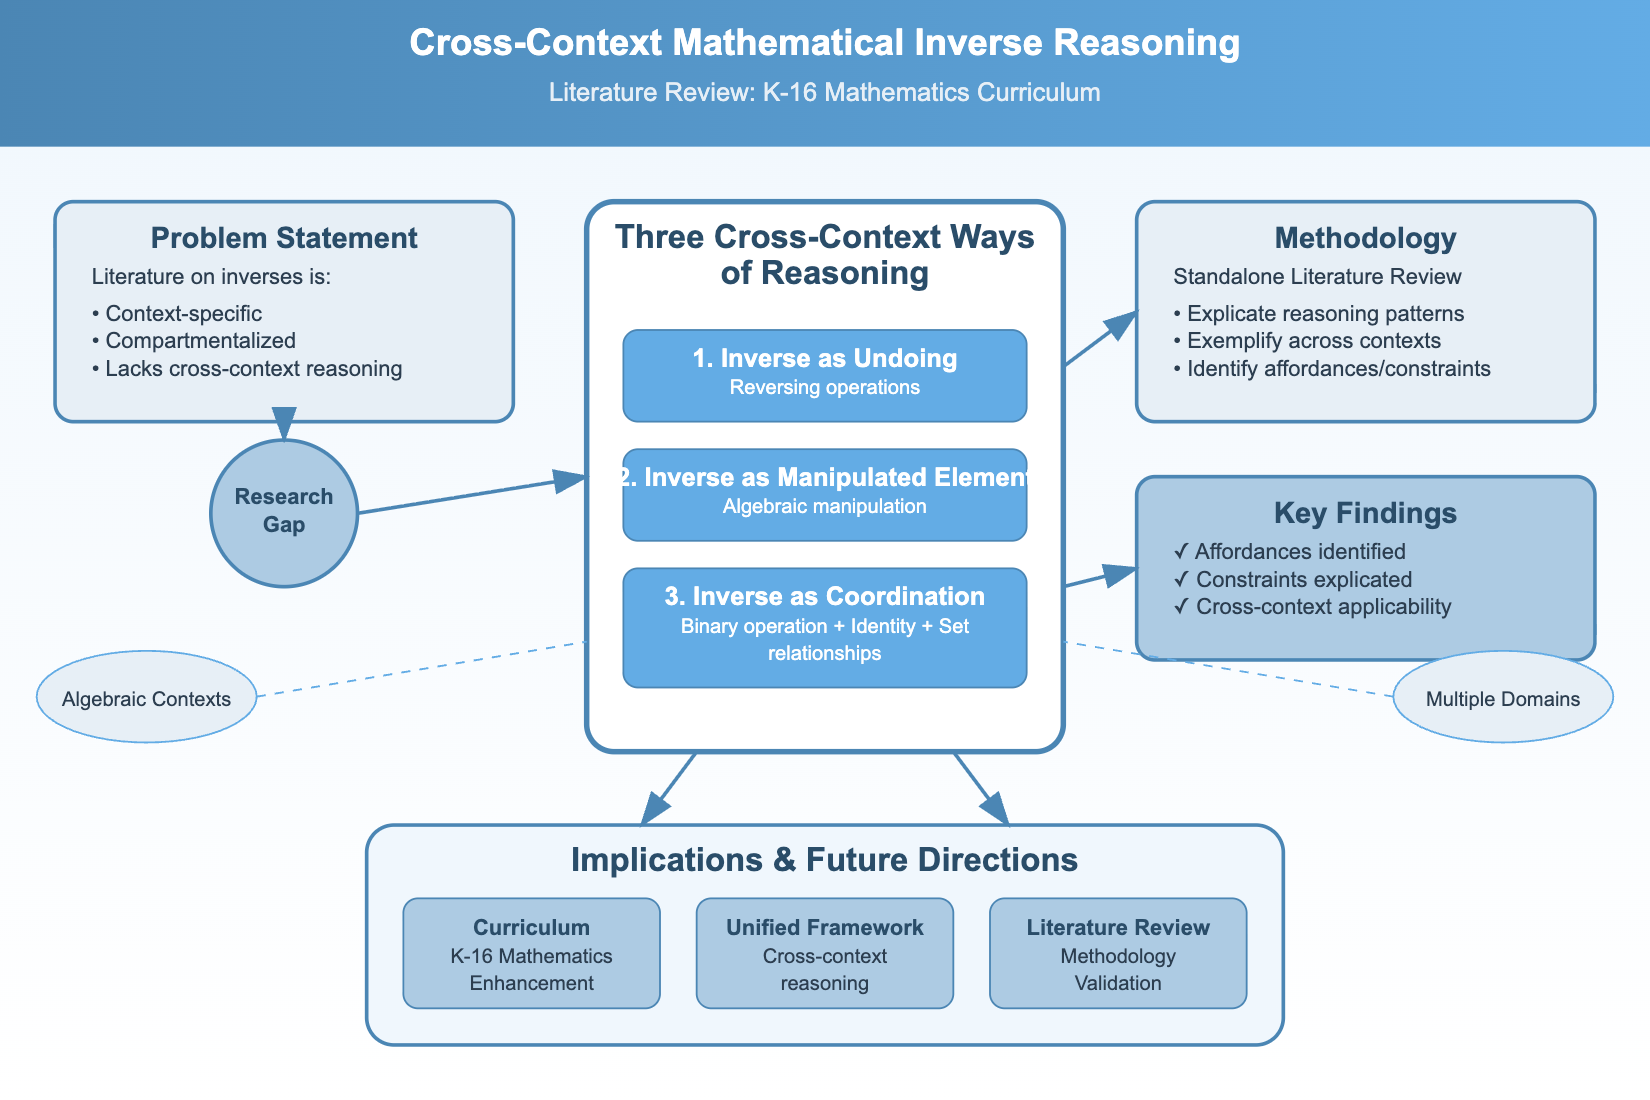 Cross-Context Mathematical Inverse Reasoning
Literature Review: K-16 Mathematics Curriculum
Problem Statement
Literature on inverses is:
• Context-specific
• Compartmentalized
• Lacks cross-context reasoning
Research
Gap
Three Cross-Context Ways
of Reasoning
1. Inverse as Undoing
Reversing operations
2. Inverse as Manipulated Element
Algebraic manipulation
3. Inverse as Coordination
Binary operation + Identity + Set
relationships
Methodology
Standalone Literature Review
• Explicate reasoning patterns
• Exemplify across contexts
• Identify affordances/constraints
Key Findings
✓ Affordances identified
✓ Constraints explicated
✓ Cross-context applicability
Algebraic Contexts
Multiple Domains
Implications & Future Directions
Curriculum
K-16 Mathematics
Enhancement
Unified Framework
Cross-context
reasoning
Literature Review
Methodology
Validation